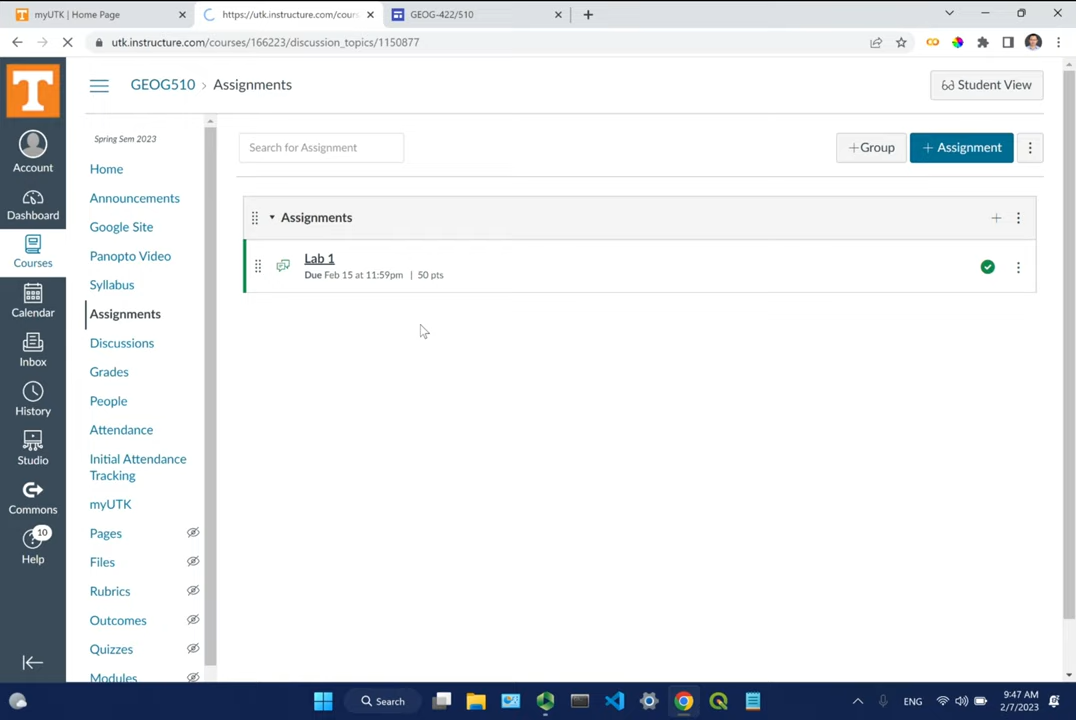 myUTK | Home Page
https://utk.instructure.com/cours
GEOG-422/510
utk.instructure.com/courses/166223/discussion_topics/1150877
T
GEOG510 › Assignments
Student View
Account
Dashboard
Courses
Calendar
Inbox
History
Studio
Commons
10
Help
Spring Sem 2023
Home
Announcements
Google Site
Panopto Video
Syllabus
Assignments
Discussions
Grades
People
Attendance
Initial Attendance
Tracking
myUTK
Pages
Files
Rubrics
Outcomes
Quizzes
Modules
Search for Assignment
+Group
+ Assignment
Assignments
Lab 1
Due Feb 15 at 11:59pm | 50 pts
Search
ENG
9:47 AM
2/7/2023